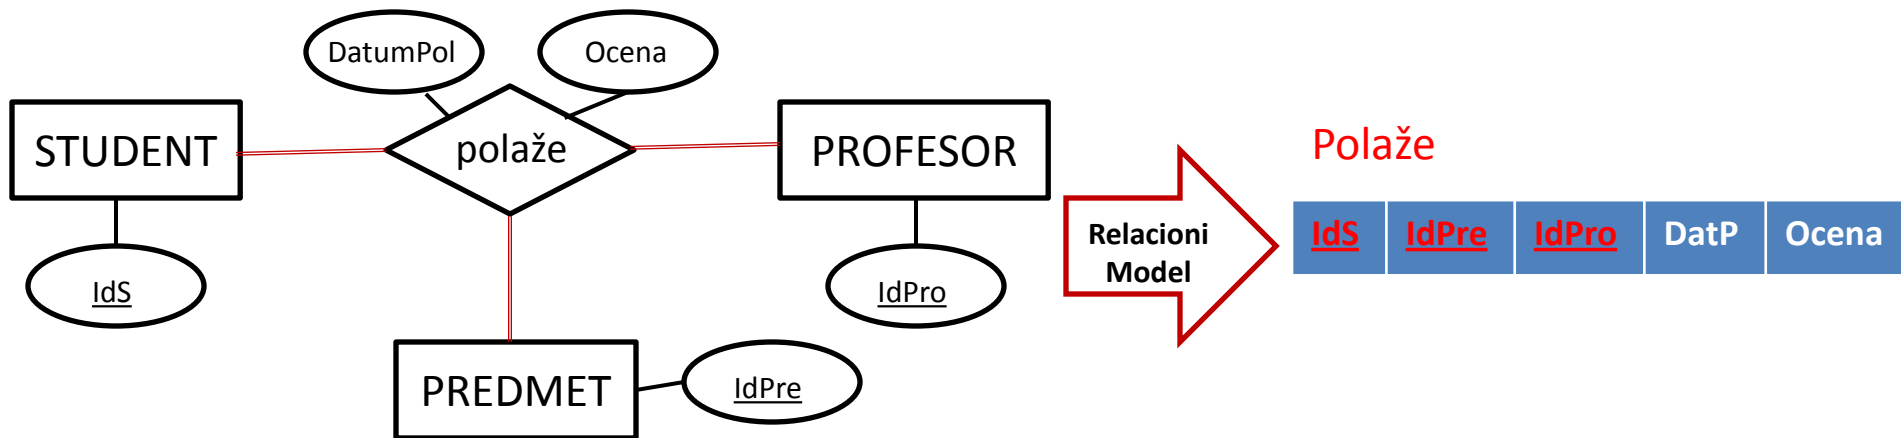 DatumPol
Ocena
STUDENT
polaže
PROFESOR
IdS
IdPro
PREDMET
IdPre
Relacioni
Model
Polaže
IdS IdPre IdPro DatP Ocena